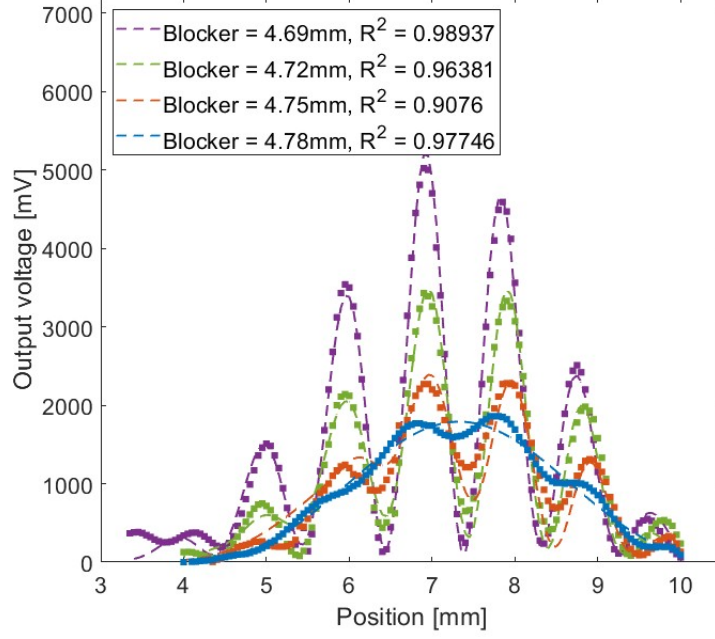 7000
6000
5000
4000
3000
2000
1000
0
Output voltage [mV]
Blocker = 4.69mm, R² = 0.98937
Blocker = 4.72mm, R² = 0.96381
Blocker = 4.75mm, R² = 0.9076
Blocker = 4.78mm, R² = 0.97746
3 4 5 6 7 8 9 10
Position [mm]